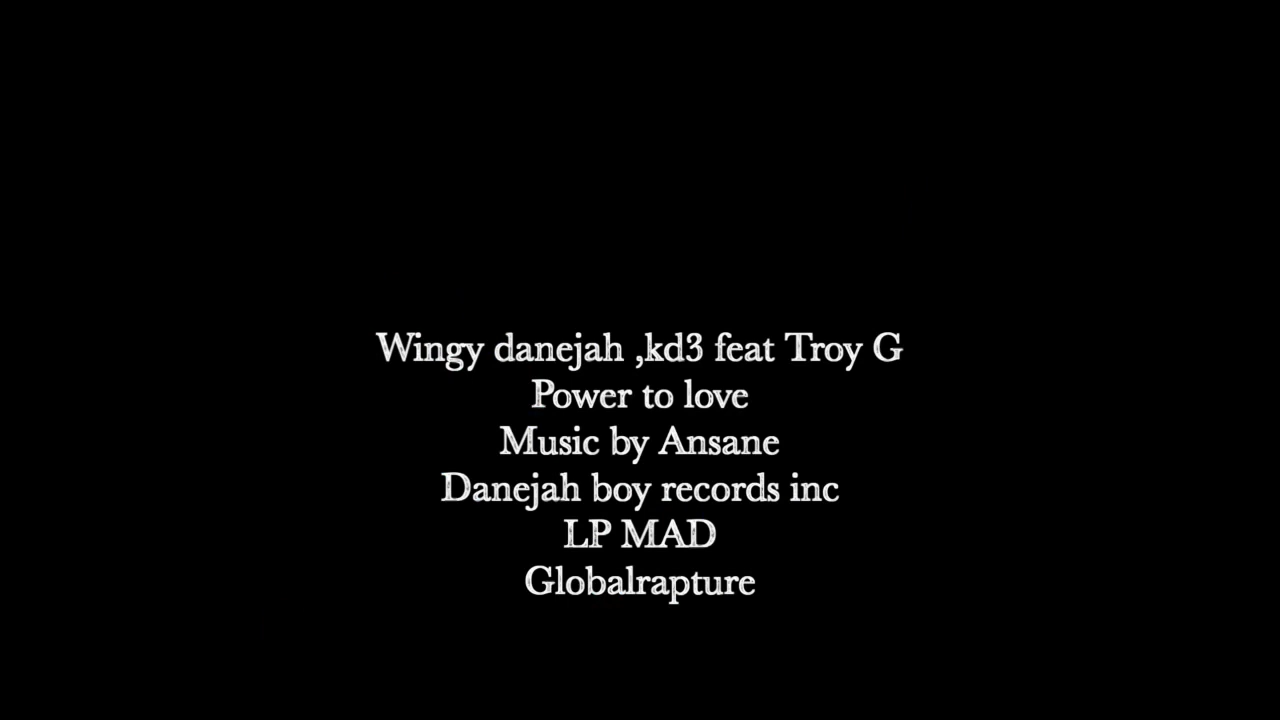 Wingy danejah ,kd3 feat Troy G
Power to love
Music by Ansane
Danejah boy records inc
LP MAD
Globalrapture